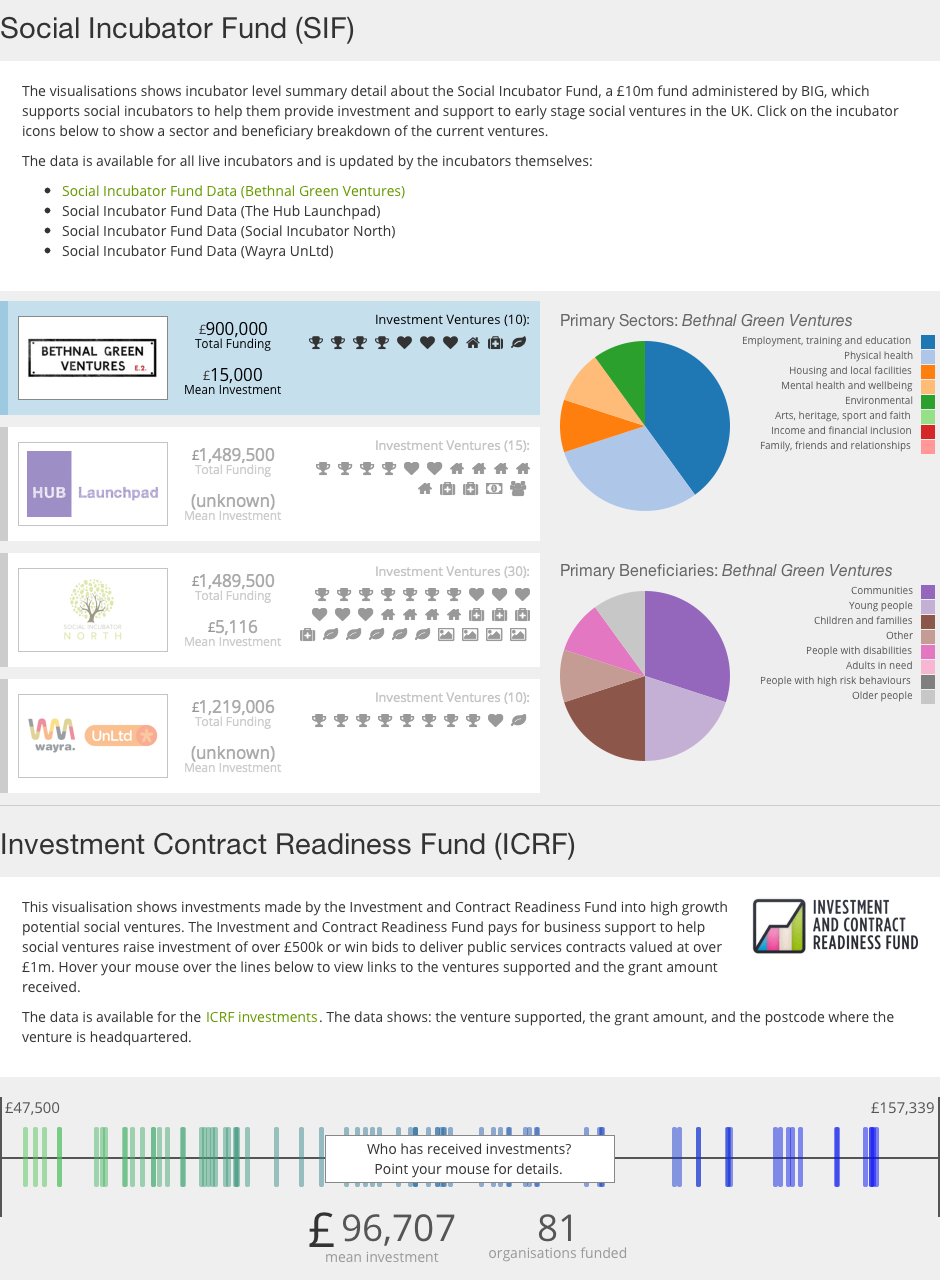 Social Incubator Fund (SIF)
The visualisations shows incubator level summary detail about the Social Incubator Fund, a £10m fund administered by BIG, which
supports social incubators to help them provide investment and support to early stage social ventures in the UK. Click on the incubator
icons below to show a sector and beneficiary breakdown of the current ventures.
The data is available for all live incubators and is updated by the incubators themselves:
Social Incubator Fund Data (Bethnal Green Ventures)
Social Incubator Fund Data (The Hub Launchpad)
Social Incubator Fund Data (Social Incubator North)
Social Incubator Fund Data (Wayra UnLtd)
BETHNAL GREEN
VENTURES E.2.
£900,000
Total Funding
£15,000
Mean Investment
Investment Ventures (10):
HUB Launchpad
£1,489,500
Total Funding
(unknown)
Mean Investment
Investment Ventures (15):
SOCIAL INCUBATOR
NORTH
£1,489,500
Total Funding
£5,116
Mean Investment
Investment Ventures (30):
wayra. UnLtd
£1,219,006
Total Funding
(unknown)
Mean Investment
Investment Ventures (10):
Primary Sectors: Bethnal Green Ventures
Employment, training and education
Physical health
Housing and local facilities
Mental health and wellbeing
Environmental
Arts, heritage, sport and faith
Income and financial inclusion
Family, friends and relationships
Primary Beneficiaries: Bethnal Green Ventures
Communities
Young people
Children and families
Other
People with disabilities
Adults in need
People with high risk behaviours
Older people
Investment Contract Readiness Fund (ICRF)
This visualisation shows investments made by the Investment and Contract Readiness Fund into high growth
potential social ventures. The Investment and Contract Readiness Fund pays for business support to help
social ventures raise investment of over £500k or win bids to deliver public services contracts valued at over
£1m. Hover your mouse over the lines below to view links to the ventures supported and the grant amount
received.
INVESTMENT
AND CONTRACT
READINESS FUND
The data is available for the ICRF investments. The data shows: the venture supported, the grant amount, and the postcode where the
venture is headquartered.
£47,500
£157,339
Who has received investments?
Point your mouse for details.
£ 96,707
mean investment
81
organisations funded